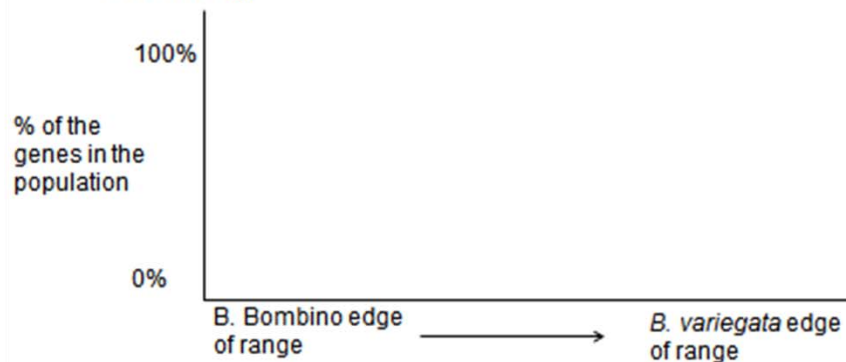 100%
% of the
genes in the
population
0%
B. Bombino edge
of range
B. variegata edge
of range